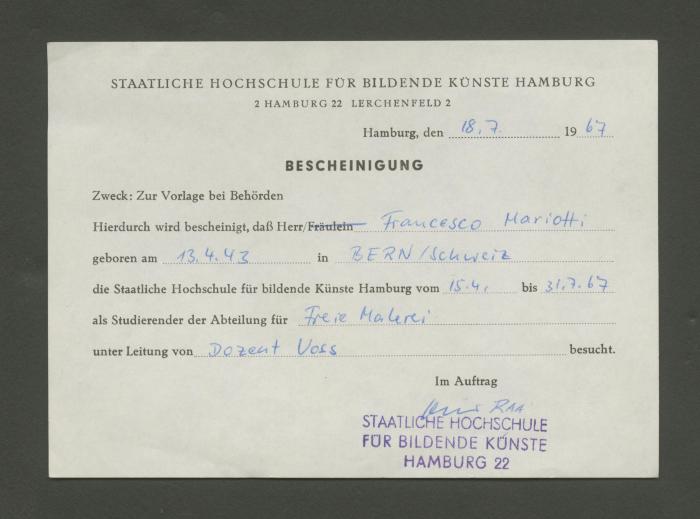 STAATLICHE HOCHSCHULE FÜR BILDENDE KÜNSTE HAMBURG
2 HAMBURG 22 LERCHENFELD 2
Hamburg, den 18.7. 1967
BESCHEINIGUNG
Zweck: Zur Vorlage bei Behörden
Hierdurch wird bescheinigt, daß Herr/Fräulein Francesco Mariotti
geboren am 13.4.43 in BERN/Schweiz
die Staatliche Hochschule für bildende Künste Hamburg vom 15.4. bis 31.7.67
als Studierender der Abteilung für Freie Malerei
unter Leitung von Dozent Voss besucht.
Im Auftrag
STAATLICHE HOCHSCHULE
FÜR BILDENDE KÜNSTE
HAMBURG 22